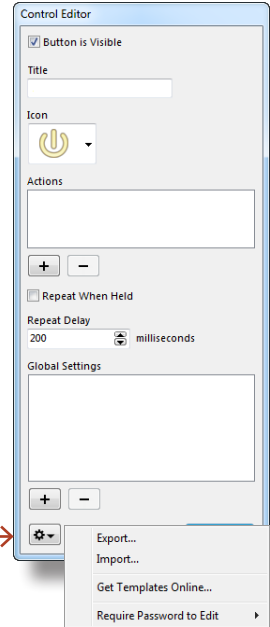 Control Editor
Button is Visible
Title
Icon
Actions
Repeat When Held
Repeat Delay
200 milliseconds
Global Settings
Export...
Import...
Get Templates Online...
Require Password to Edit